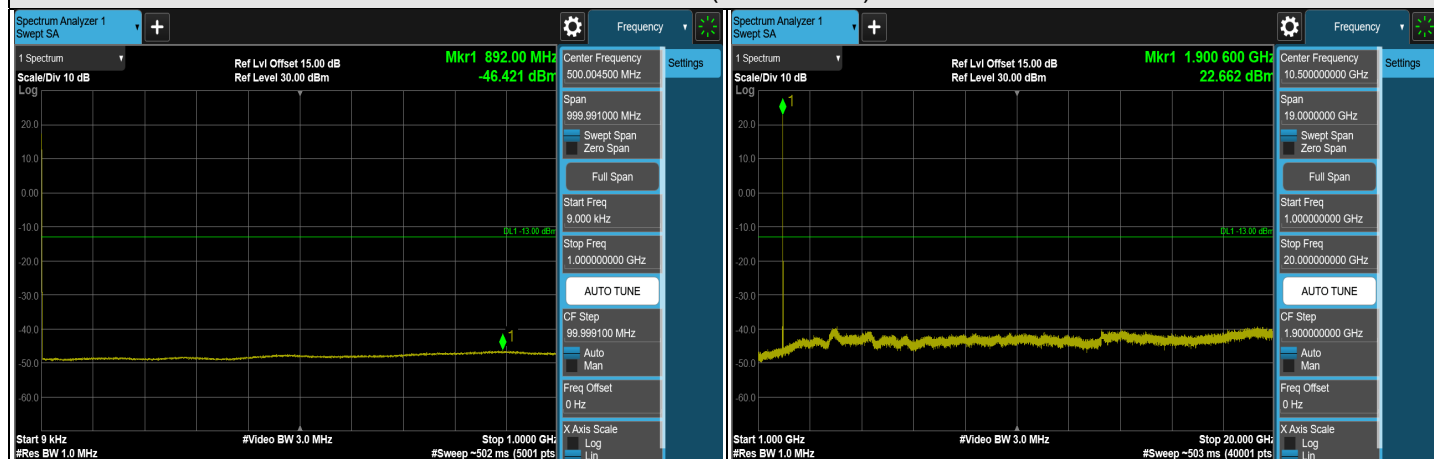 Spectrum Analyzer 1
Swept SA
+
Frequency
1 Spectrum
Scale/Div 10 dB
Log
Ref Lvl Offset 15.00 dB
Ref Level 30.00 dBm
Mkr1 892.00 MHz
-46.421 dBm
1
20.0
10.0
0.00
-10.0
-20.0
-30.0
-40.0
-50.0
-60.0
DL1 -13.00 dBm
Start 9 kHz
#Res BW 1.0 MHz
#Video BW 3.0 MHz
Stop 1.0000 GHz
#Sweep ~502 ms (5001 pts
Center Frequency
500.004500 MHz
Span
999.991000 MHz
Swept Span
Zero Span
Full Span
Start Freq
9.000 kHz
Stop Freq
1.000000000 GHz
AUTO TUNE
CF Step
99.999100 MHz
Auto
Man
Freq Offset
0 Hz
X Axis Scale
Log
Lin
Settings
Spectrum Analyzer 1
Swept SA
+
Frequency
1 Spectrum
Scale/Div 10 dB
Log
Ref Lvl Offset 15.00 dB
Ref Level 30.00 dBm
Mkr1 1.900 600 GHz
22.662 dBm
1
20.0
10.0
0.00
-10.0
-20.0
-30.0
-40.0
-50.0
-60.0
DL1 -13.00 dBm
Start 1.000 GHz
#Res BW 1.0 MHz
#Video BW 3.0 MHz
Stop 20.000 GHz
#Sweep ~503 ms (40001 pts
Center Frequency
10.500000000 GHz
Span
19.0000000 GHz
Swept Span
Zero Span
Full Span
Start Freq
1.000000000 GHz
Stop Freq
20.000000000 GHz
AUTO TUNE
CF Step
1.900000000 GHz
Auto
Man
Freq Offset
0 Hz
X Axis Scale
Log
Lin
Settings